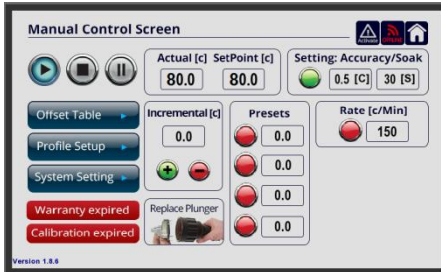 Manual Control Screen
Activate
OffLine
Actual [c] SetPoint [c]
80.0 80.0
Setting: Accuracy/Soak
0.5 [C] 30 [S]
Offset Table
Profile Setup
System Setting
Incremental [c]
0.0
Presets
0.0
0.0
0.0
0.0
Rate [c/Min]
150
Warranty expired
Calibration expired
Replace Plunger
Version 1.8.6